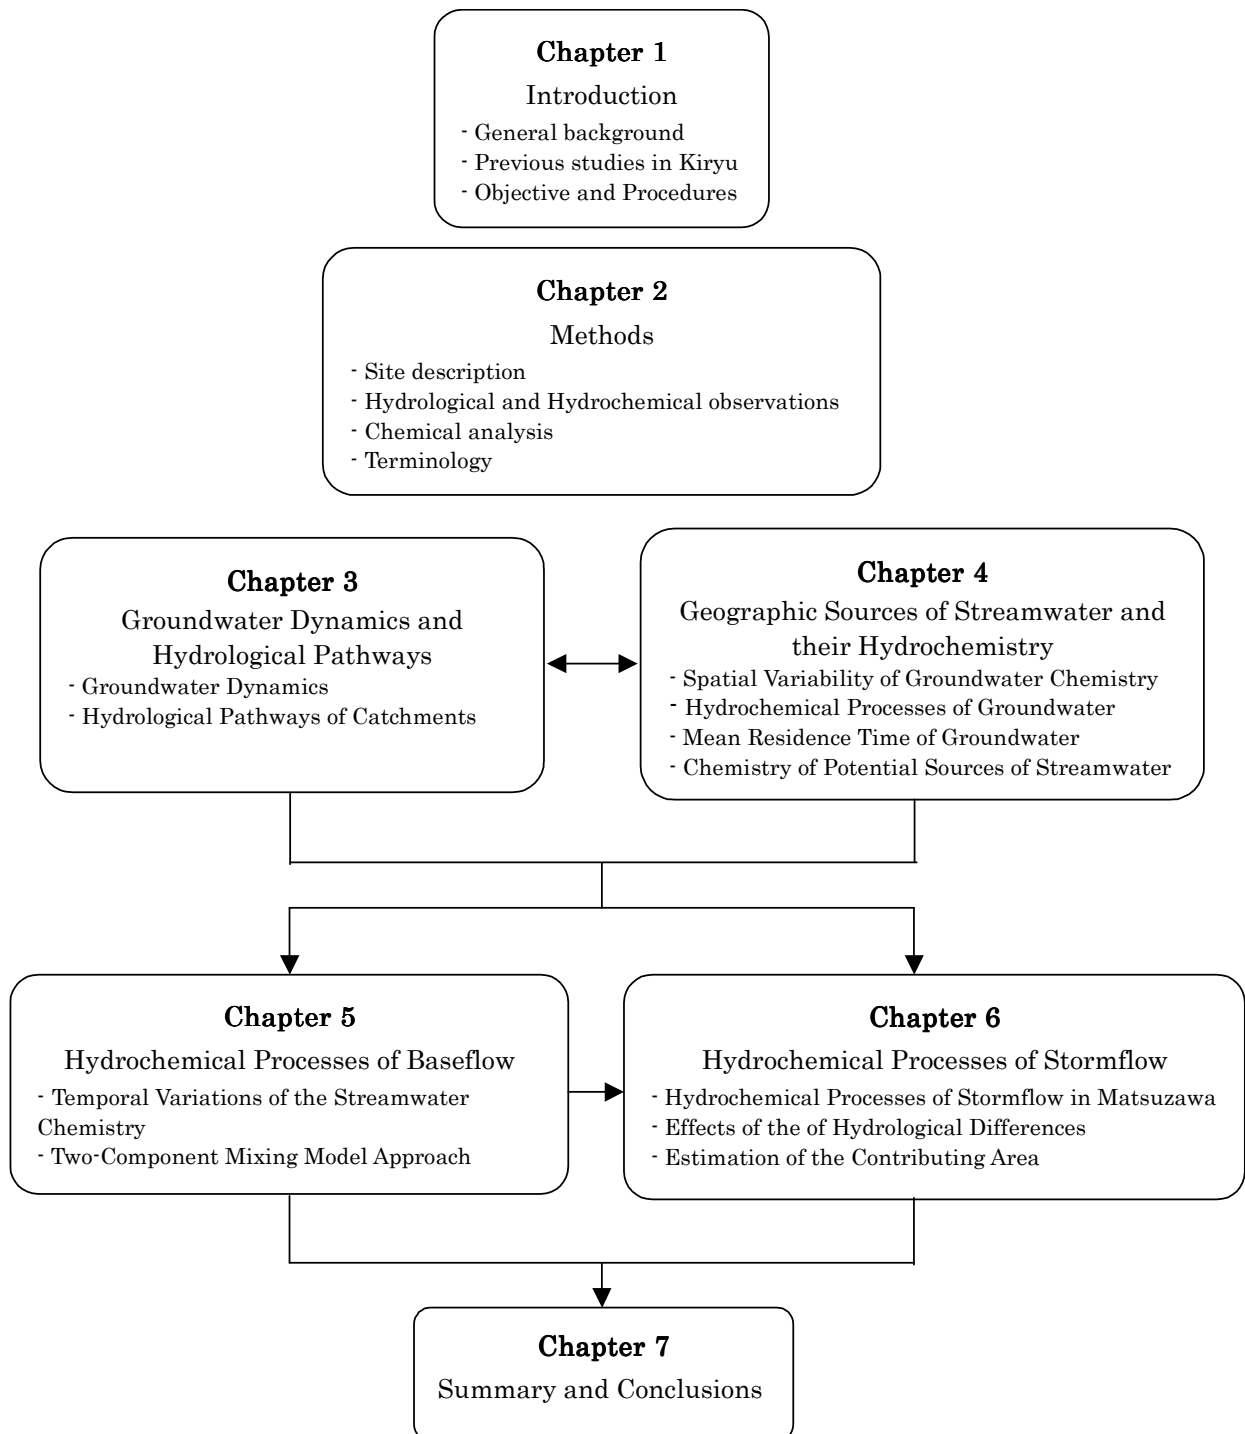 Chapter 1
Introduction
- General background
- Previous studies in Kiryu
- Objective and Procedures
Chapter 2
Methods
- Site description
- Hydrological and Hydrochemical observations
- Chemical analysis
- Terminology
Chapter 3
Groundwater Dynamics and
Hydrological Pathways
- Groundwater Dynamics
- Hydrological Pathways of Catchments
Chapter 4
Geographic Sources of Streamwater and
their Hydrochemistry
- Spatial Variability of Groundwater Chemistry
- Hydrochemical Processes of Groundwater
- Mean Residence Time of Groundwater
- Chemistry of Potential Sources of Streamwater
Chapter 5
Hydrochemical Processes of Baseflow
- Temporal Variations of the Streamwater
Chemistry
- Two-Component Mixing Model Approach
Chapter 6
Hydrochemical Processes of Stormflow
- Hydrochemical Processes of Stormflow in Matsuzawa
- Effects of the of Hydrological Differences
- Estimation of the Contributing Area
Chapter 7
Summary and Conclusions